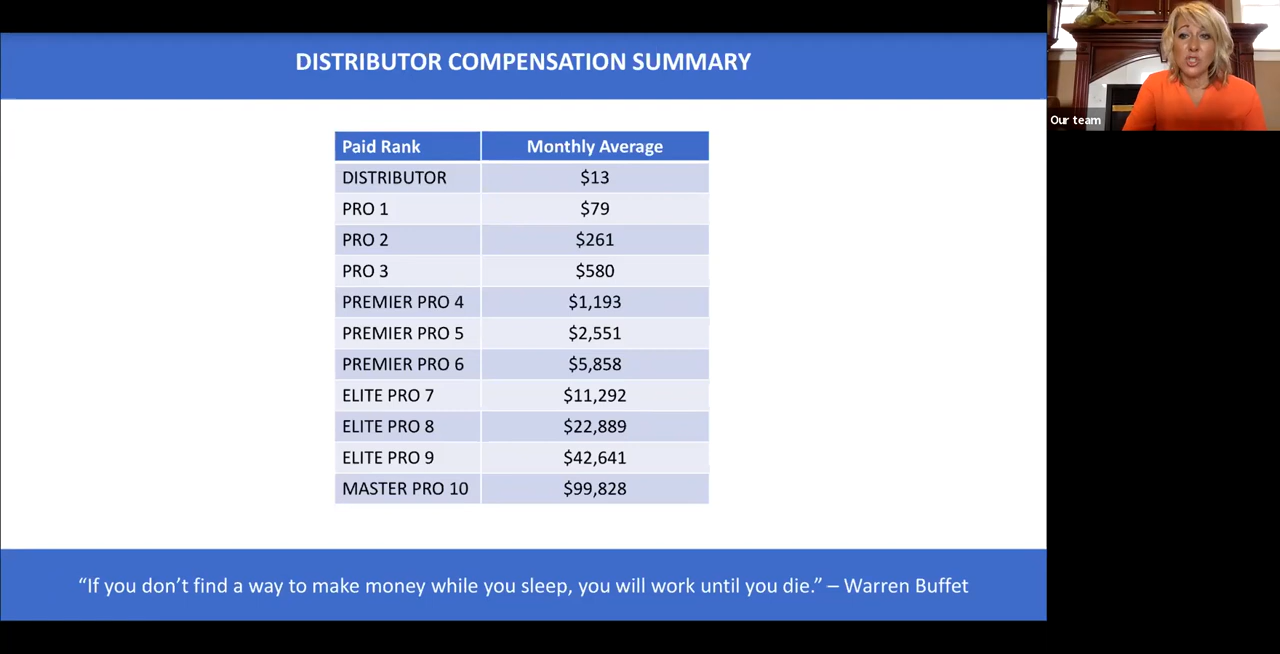 DISTRIBUTOR COMPENSATION SUMMARY
Our team
Paid Rank Monthly Average
DISTRIBUTOR $13
PRO 1 $79
PRO 2 $261
PRO 3 $580
PREMIER PRO 4 $1,193
PREMIER PRO 5 $2,551
PREMIER PRO 6 $5,858
ELITE PRO 7 $11,292
ELITE PRO 8 $22,889
ELITE PRO 9 $42,641
MASTER PRO 10 $99,828
“If you don’t find a way to make money while you sleep, you will work until you die.” – Warren Buffet